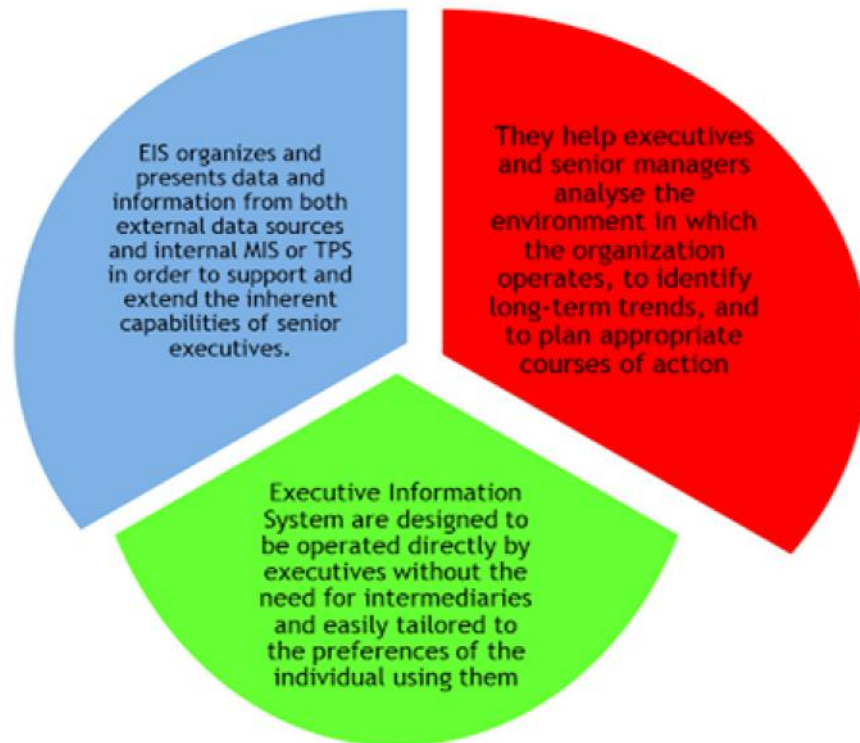 EIS organizes and
presents data and
information from both
external data sources
and internal MIS or TPS
in order to support and
extend the inherent
capabilities of senior
executives.
They help executives
and senior managers
analyse the
environment in which
the organization
operates, to identify
long-term trends, and
to plan appropriate
courses of action
Executive Information
System are designed to
be operated directly by
executives without the
need for intermediaries
and easily tailored to
the preferences of the
individual using them